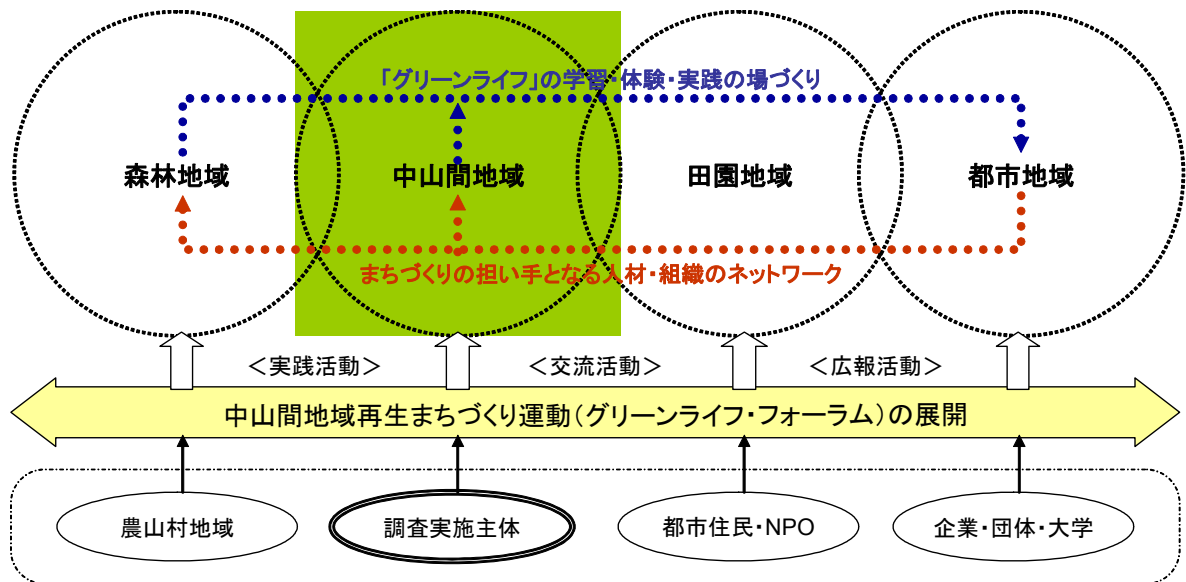 「グリーンライフ」の学習・体験・実践の場づくり
森林地域
中山間地域
田園地域
都市地域
まちづくりの担い手となる人材・組織のネットワーク
＜実践活動＞
＜交流活動＞
＜広報活動＞
中山間地域再生まちづくり運動（グリーンライフ・フォーラム）の展開
農山村地域
調査実施主体
都市住民・NPO
企業・団体・大学